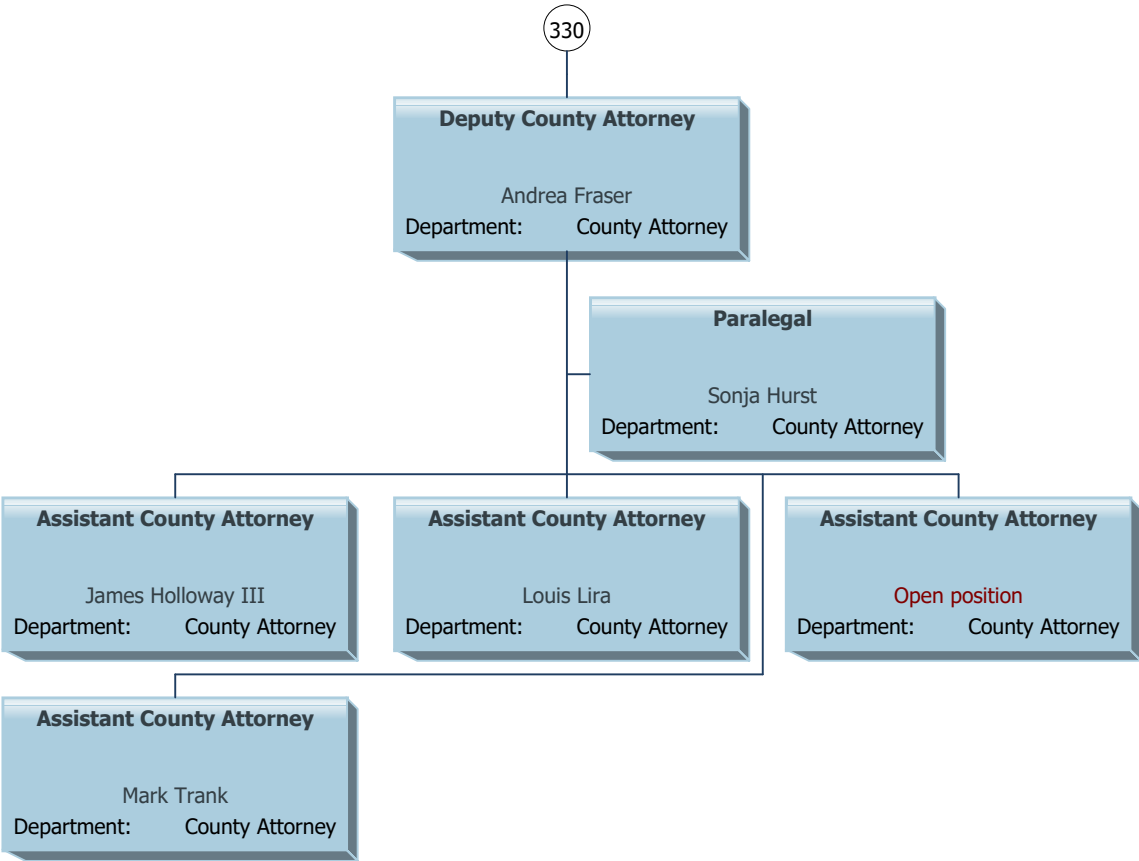 330
Deputy County Attorney
Andrea Fraser
Department: County Attorney
Paralegal
Sonja Hurst
Department: County Attorney
Assistant County Attorney
James Holloway III
Department: County Attorney
Assistant County Attorney
Louis Lira
Department: County Attorney
Assistant County Attorney
Open position
Department: County Attorney
Assistant County Attorney
Mark Trank
Department: County Attorney